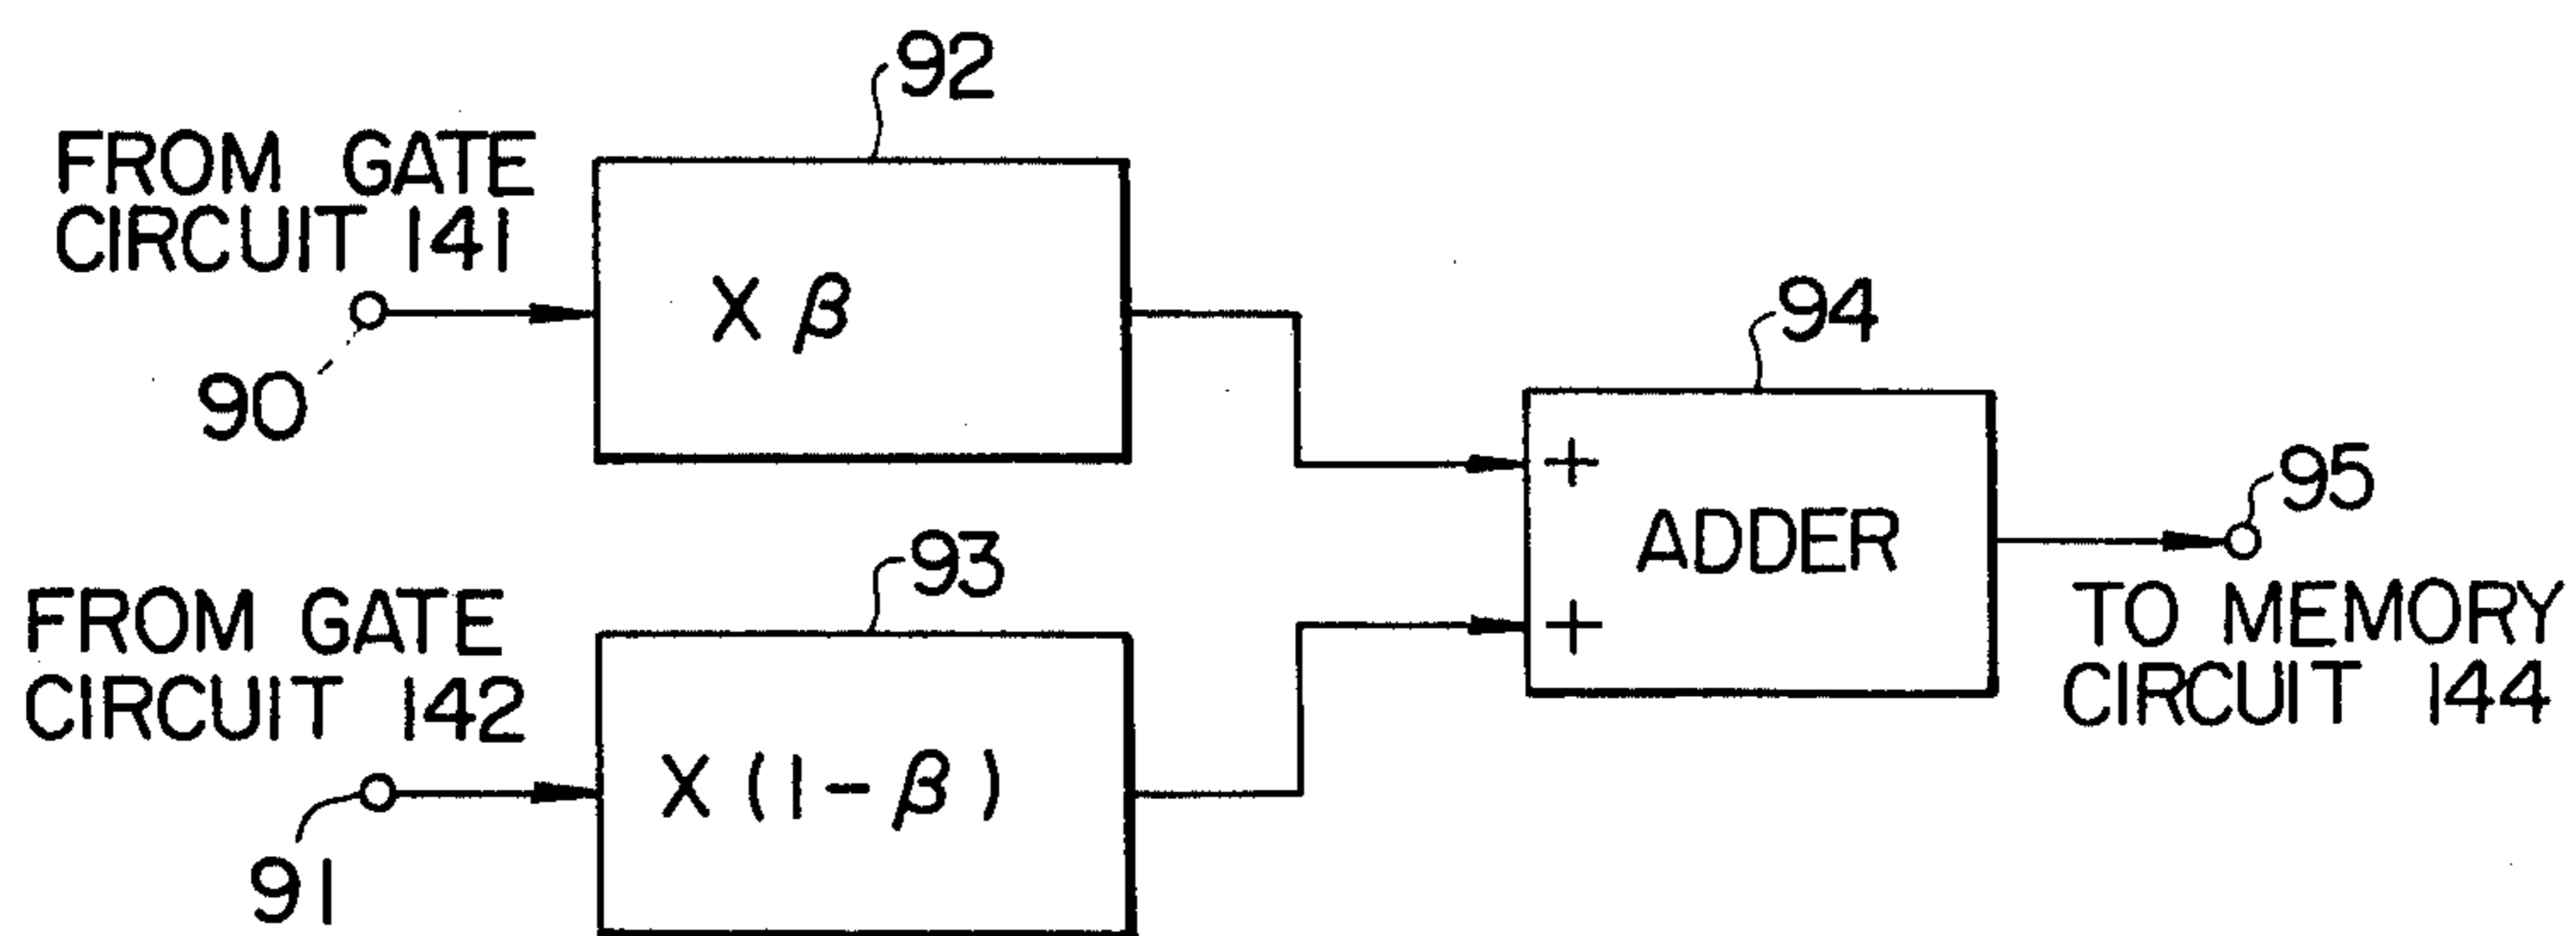 92
FROM GATE
CIRCUIT 141
X β
90
94
+
ADDER
+
95
TO MEMORY
CIRCUIT 144
93
FROM GATE
CIRCUIT 142
X (1-β)
91